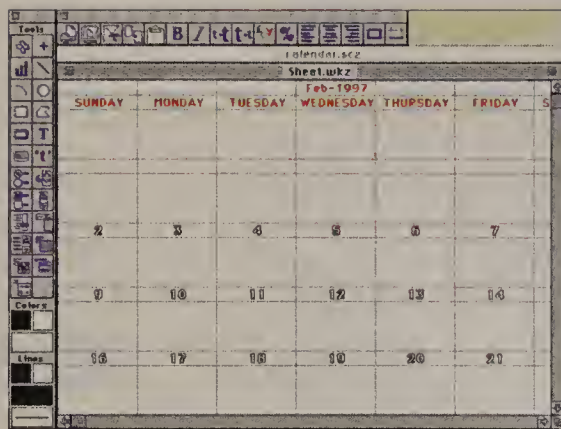 Tools
B I t-t t-t %
calendar.scz
Sheet.wkz
Feb-1997
SUNDAY MONDAY TUESDAY WEDNESDAY THURSDAY FRIDAY S
T
"t"
2 3 4 5 6 7
9 10 11 12 13 14
16 17 18 19 20 21
Colors
Lines